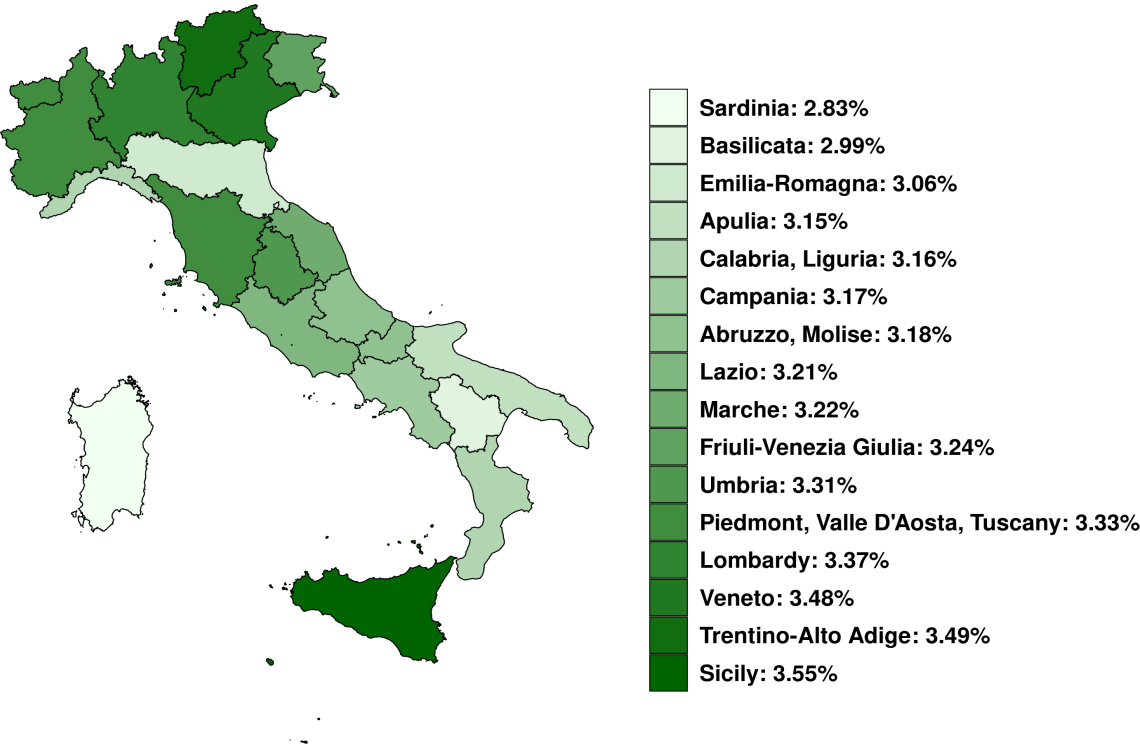 Sardinia: 2.83%
Basilicata: 2.99%
Emilia-Romagna: 3.06%
Apulia: 3.15%
Calabria, Liguria: 3.16%
Campania: 3.17%
Abruzzo, Molise: 3.18%
Lazio: 3.21%
Marche: 3.22%
Friuli-Venezia Giulia: 3.24%
Umbria: 3.31%
Piedmont, Valle D'Aosta, Tuscany: 3.33%
Lombardy: 3.37%
Veneto: 3.48%
Trentino-Alto Adige: 3.49%
Sicily: 3.55%